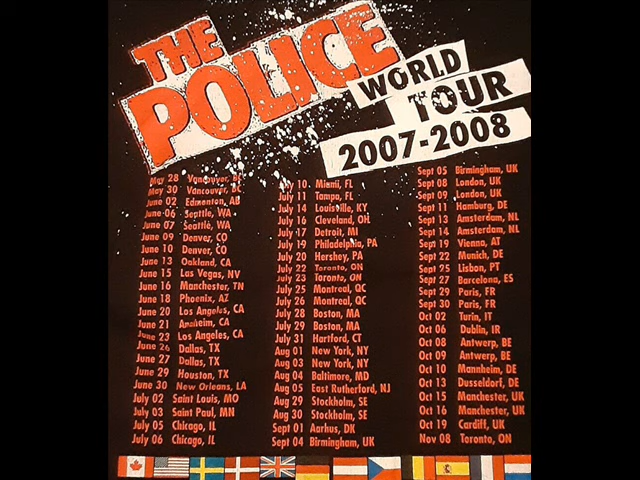 THE
POLICE
WORLD
TOUR
2007-2008
May 28 Vancouver, BC
May 30 Vancouver, BC
June 02 Edmonton, AB
June 06 Seattle, WA
June 07 Seattle, WA
June 09 Denver, CO
June 10 Denver, CO
June 13 Oakland, CA
June 15 Las Vegas, NV
June 16 Manchester, TN
June 18 Phoenix, AZ
June 20 Los Angeles, CA
June 21 Anaheim, CA
June 23 Los Angeles, CA
June 26 Dallas, TX
June 27 Dallas, TX
June 29 Houston, TX
June 30 New Orleans, LA
July 02 Saint Louis, MO
July 03 Saint Paul, MN
July 05 Chicago, IL
July 06 Chicago, IL
July 10 Miami, FL
July 11 Tampa, FL
July 14 Louisville, KY
July 16 Cleveland, OH
July 17 Detroit, MI
July 19 Philadelphia, PA
July 20 Hershey, PA
July 22 Toronto, ON
July 23 Toronto, ON
July 25 Montreal, QC
July 26 Montreal, QC
July 28 Boston, MA
July 29 Boston, MA
July 31 Hartford, CT
Aug 01 New York, NY
Aug 03 New York, NY
Aug 04 Baltimore, MD
Aug 05 East Rutherford, NJ
Aug 29 Stockholm, SE
Aug 30 Stockholm, SE
Sept 01 Aarhus, DK
Sept 04 Birmingham, UK
Sept 05 Birmingham, UK
Sept 08 London, UK
Sept 09 London, UK
Sept 11 Hamburg, DE
Sept 13 Amsterdam, NL
Sept 14 Amsterdam, NL
Sept 19 Vienna, AT
Sept 22 Munich, DE
Sept 25 Lisbon, PT
Sept 27 Barcelona, ES
Sept 29 Paris, FR
Sept 30 Paris, FR
Oct 02 Turin, IT
Oct 06 Dublin, IR
Oct 08 Antwerp, BE
Oct 09 Antwerp, BE
Oct 10 Mannheim, DE
Oct 13 Dusseldorf, DE
Oct 15 Manchester, UK
Oct 16 Manchester, UK
Oct 19 Cardiff, UK
Nov 08 Toronto, ON